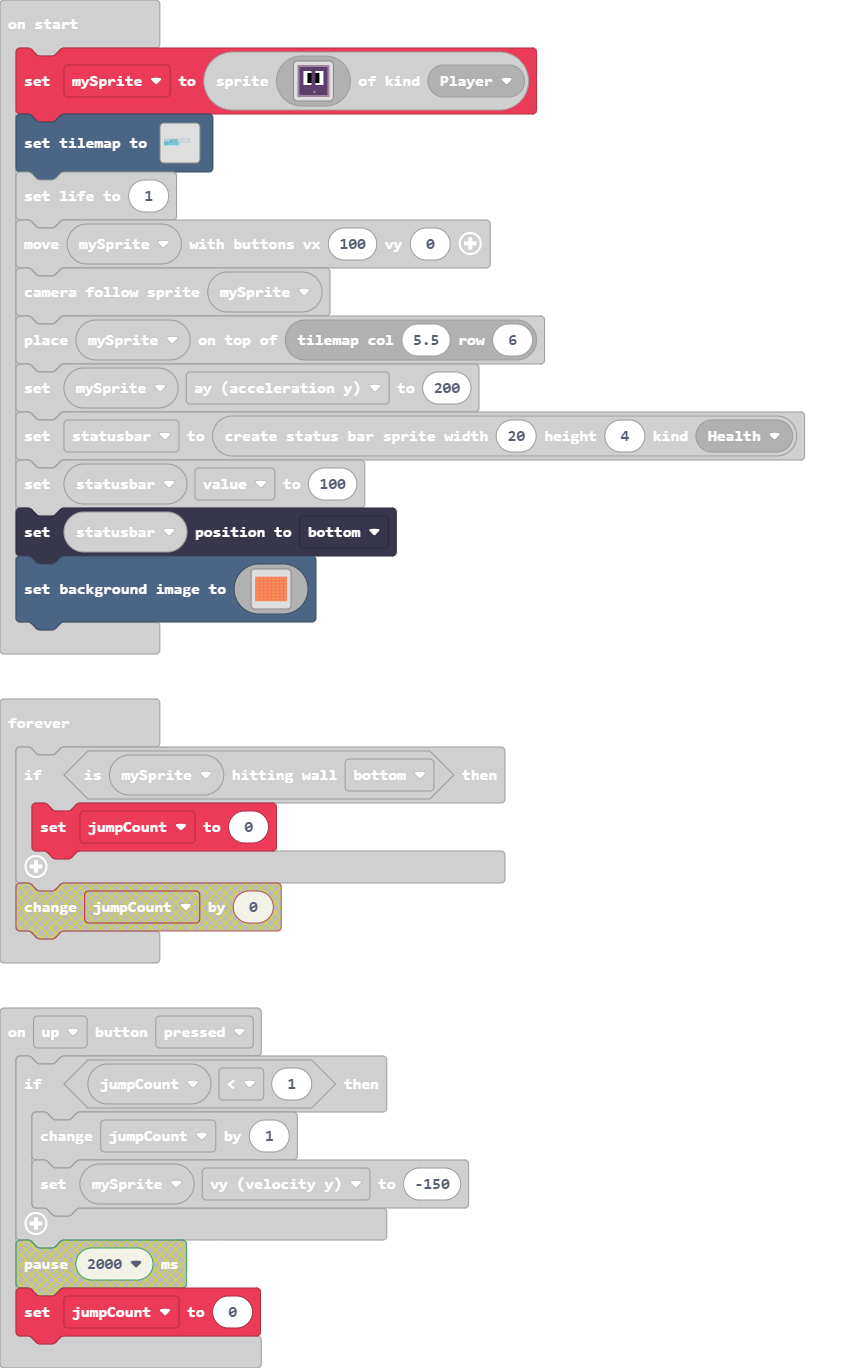 on start
set mySprite to sprite of kind Player
set tilemap to
set life to 1
move mySprite with buttons vx 100 vy 0
camera follow sprite mySprite
place mySprite on top of tilemap col 5.5 row 6
set mySprite ay (acceleration y) to 200
set statusbar to create status bar sprite width 20 height 4 kind Health
set statusbar value to 100
set statusbar position to bottom
set background image to
forever
if is mySprite hitting wall bottom then
set jumpCount to 0
change jumpCount by 0
on up button pressed
if jumpCount < 1 then
change jumpCount by 1
set mySprite vy (velocity y) to -150
pause 2000 ms
set jumpCount to 0